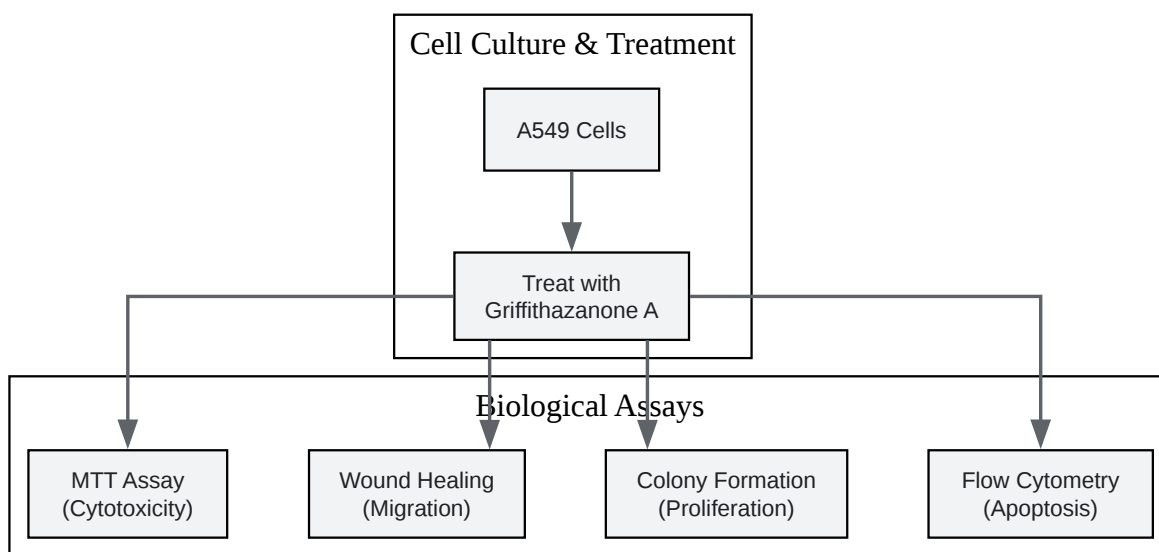 Cell Culture & Treatment
A549 Cells
Treat with
Griffithazanone A
Biological Assays
MTT Assay
(Cytotoxicity)
Wound Healing
(Migration)
Colony Formation
(Proliferation)
Flow Cytometry
(Apoptosis)